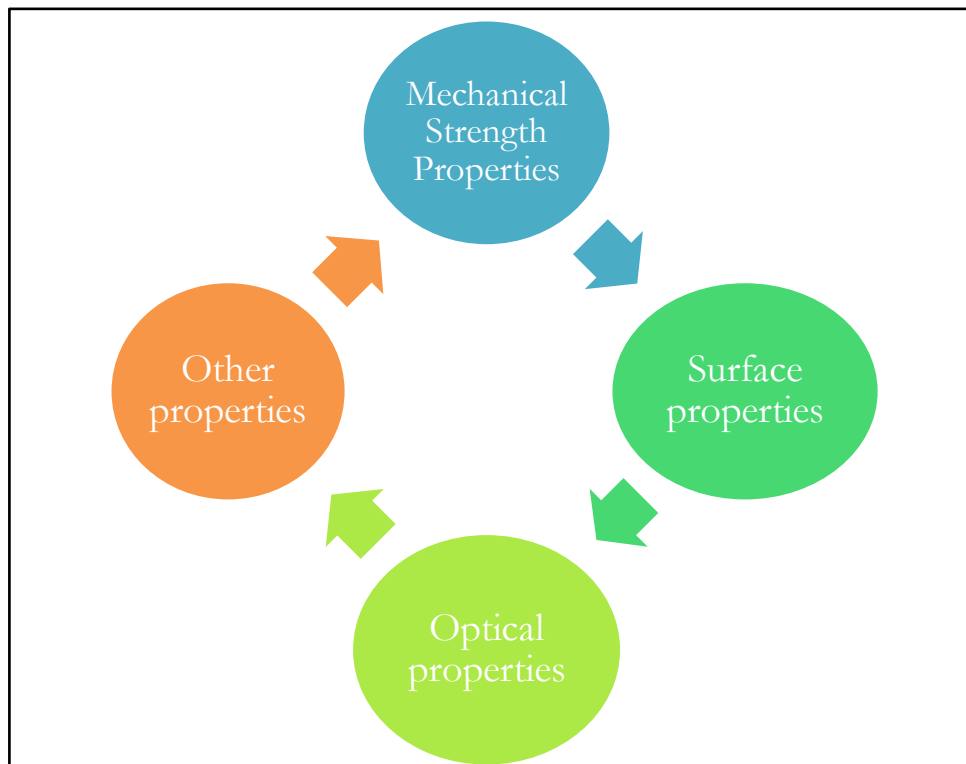 Mechanical
Strength
Properties
Surface
properties
Optical
properties
Other
properties